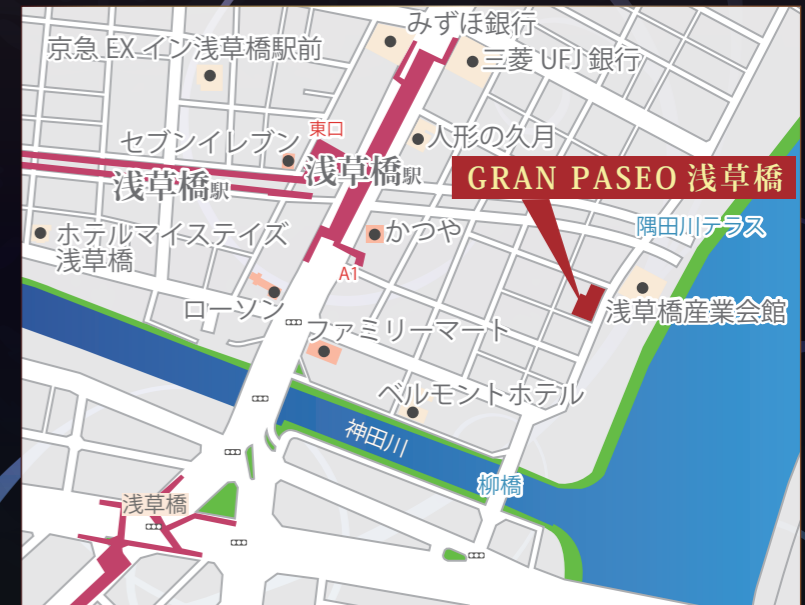 みずほ銀行
京急 EX イン浅草橋駅前
三菱 UFJ 銀行
東口
人形の久月
セブンイレブン
浅草橋駅
浅草橋駅
GRAN PASEO 浅草橋
かつや
隅田川テラス
ホテルマイステイズ
浅草橋
A1
ローソン
浅草橋産業会館
ファミリーマート
ベルモントホテル
神田川
柳橋
浅草橋